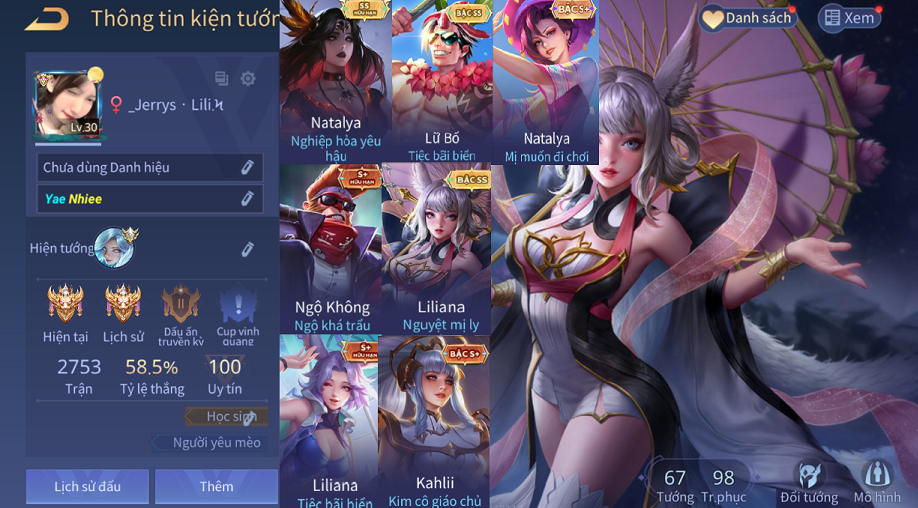 Thông tin kiện tướn
Lv.30
_Jerrys · Lili,Ϟ
Chưa dùng Danh hiệu
Yae Nhiee
Hiện tướng
Hiện tại
Lịch sử
Dấu ấn
truyền kỳ
Cup vinh
quang
2753
58.5%
100
Trận
Tỷ lệ thắng
Uy tín
Học sinh
Người yêu mèo
Lịch sử đấu
Thêm
SS
HỮU HẠN
Natalya
Nghiệp hỏa yêu
hậu
BẬC SS
Lữ Bố
Tiệc bãi biển
BẬC S+
Natalya
Mị muốn đi chơi
S+
HỮU HẠN
Ngộ Không
Ngộ khá trẩu
BẬC SS
Liliana
Nguyệt mị ly
S+
HỮU HẠN
Liliana
Tiệc bãi biển
BẬC S+
Kahlii
Kim cô giáo chủ
Danh sách
Xem
67
Tướng
98
Tr.phục
Đổi tướng
Mô hình